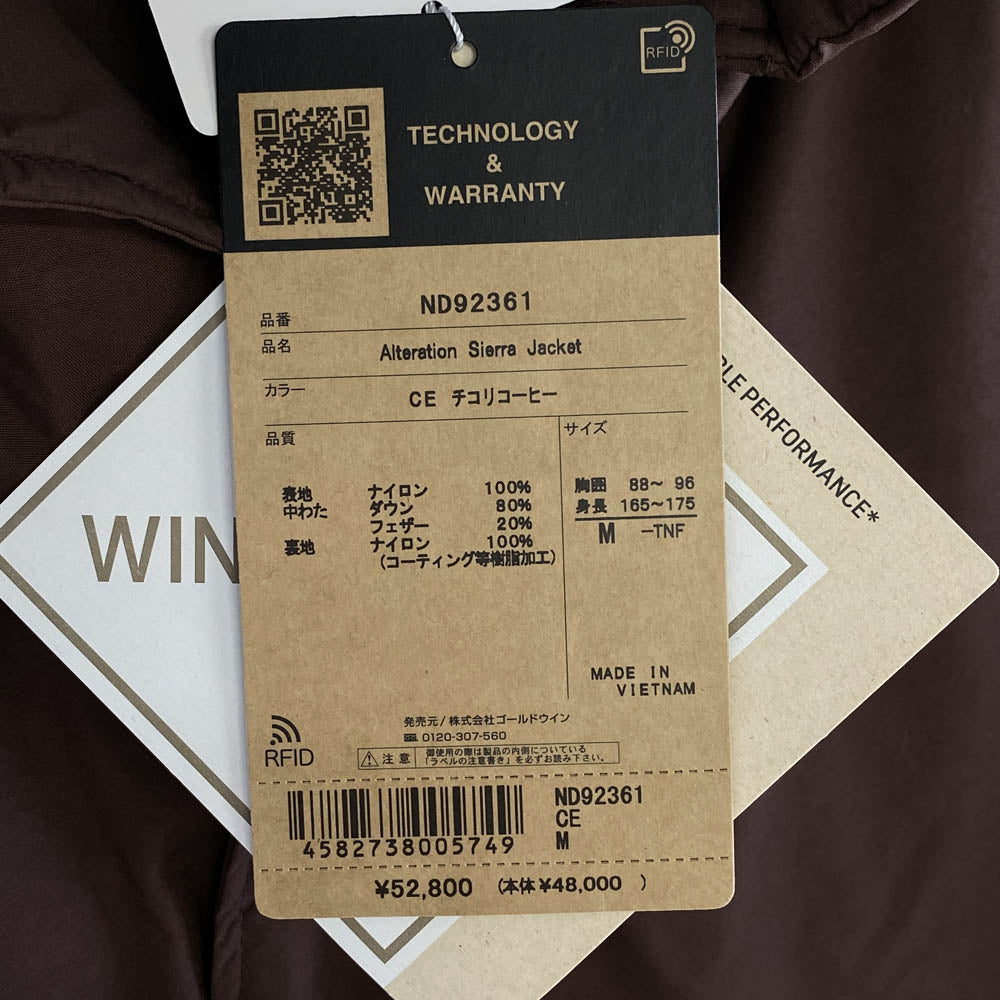 RFID
TECHNOLOGY
&
WARRANTY
品番 ND92361
品名 Alteration Sierra Jacket
カラー CE チコリコーヒー
品質
サイズ
表地 ナイロン 100%
中わた ダウン 80%
フェザー 20%
裏地 ナイロン 100%
(コーティング等樹脂加工)
胸囲 88～ 96
身長 165～175
M -TNF
MADE IN
VIETNAM
RFID
発売元/株式会社ゴールドウイン
0120-307-560
注意 御使用の際は製品の内側についている
「ラベルの注意書き」を必ずお読み下さい。
4582738005749
ND92361
CE
M
¥52,800 (本体¥48,000 )
WIN
PLE PERFORMANCE*